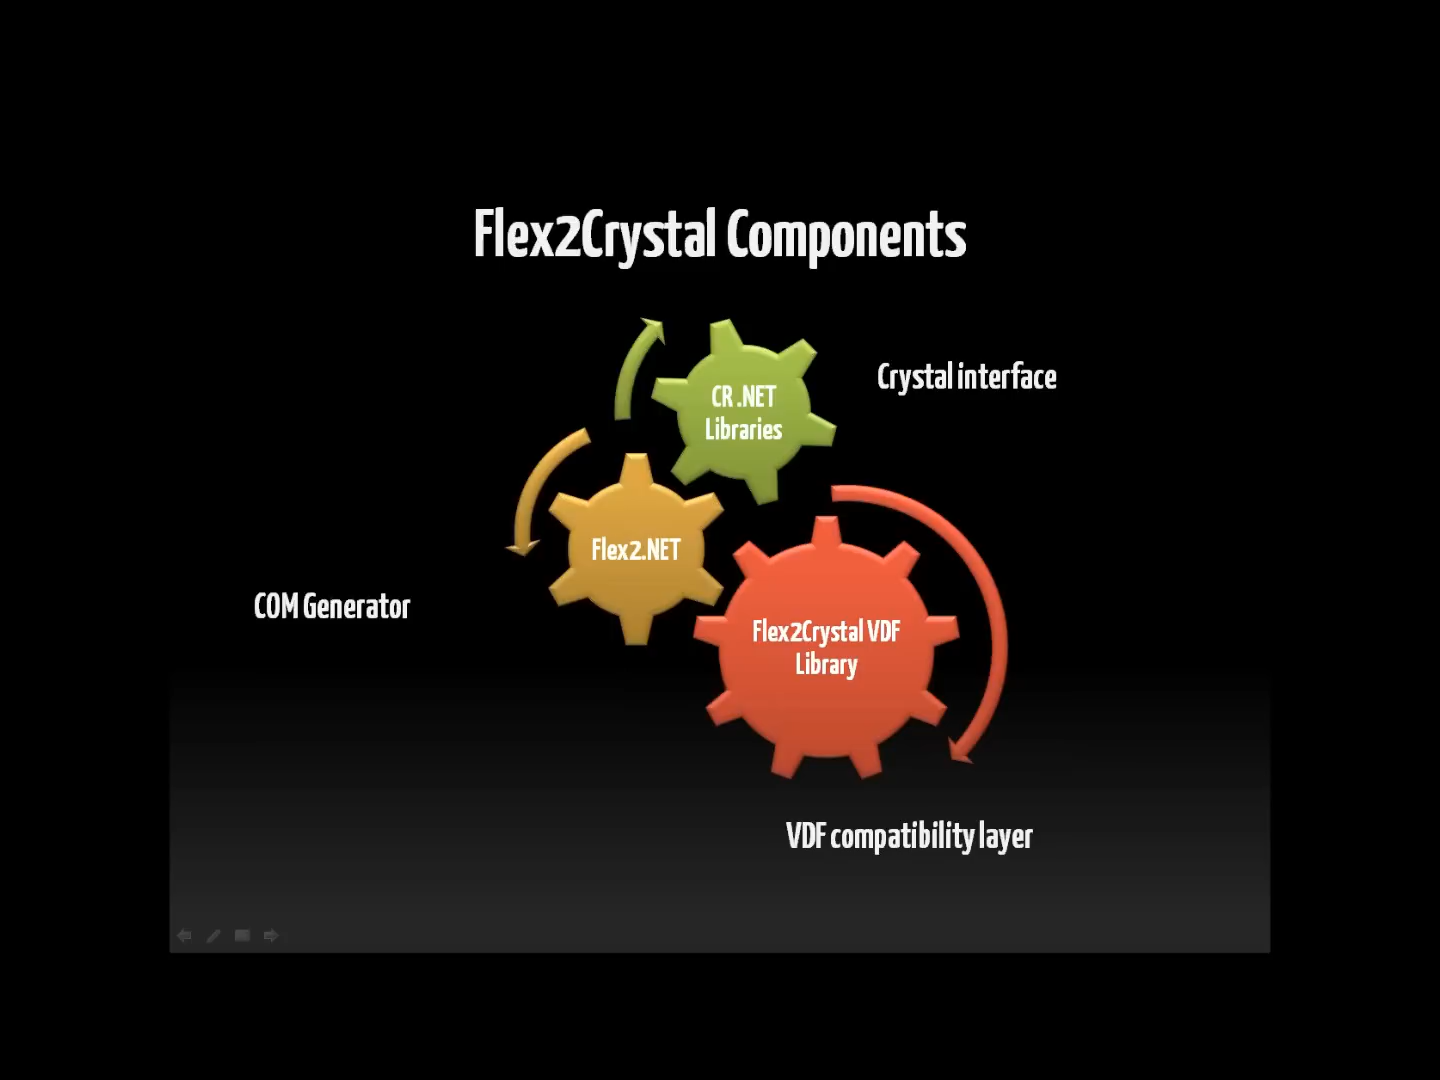 Flex2Crystal Components
CR .NET
Libraries
Crystal interface
Flex2.NET
COM Generator
Flex2Crystal VDF
Library
VDF compatibility layer